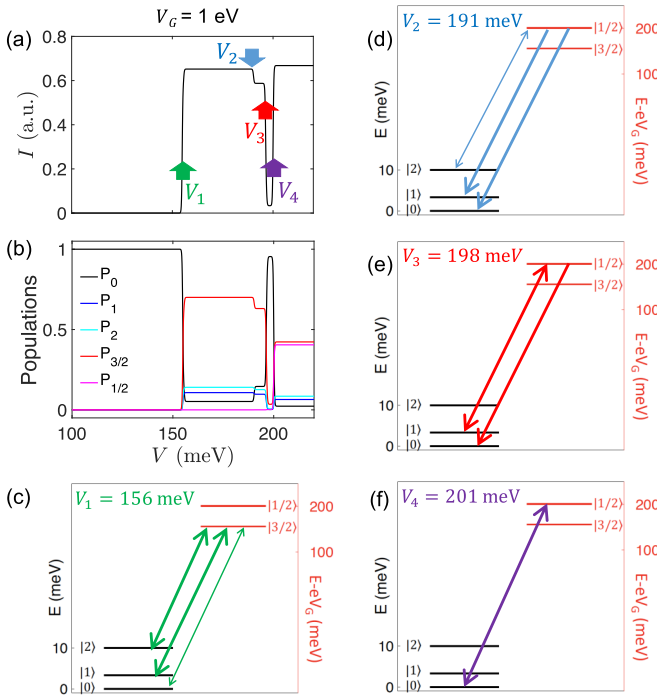 V_G = 1 eV
(a)
0.8
0.6
0.4
0.2
0
I (a.u.)
V_2
V_3
V_1
V_4
(b)
1
0.5
0
Populations
P_0
P_1
P_2
P_{3/2}
P_{1/2}
100
150
200
V (meV)
(c)
V_1 = 156 meV
|1/2⟩
|3/2⟩
200
100
E-eV_G (meV)
E (meV)
10
0
|2⟩
|1⟩
|0⟩
(d)
V_2 = 191 meV
|1/2⟩
|3/2⟩
200
100
E-eV_G (meV)
E (meV)
10
0
|2⟩
|1⟩
|0⟩
(e)
V_3 = 198 meV
|1/2⟩
|3/2⟩
200
100
E-eV_G (meV)
E (meV)
10
0
|2⟩
|1⟩
|0⟩
(f)
V_4 = 201 meV
|1/2⟩
|3/2⟩
200
100
E-eV_G (meV)
E (meV)
10
0
|2⟩
|1⟩
|0⟩